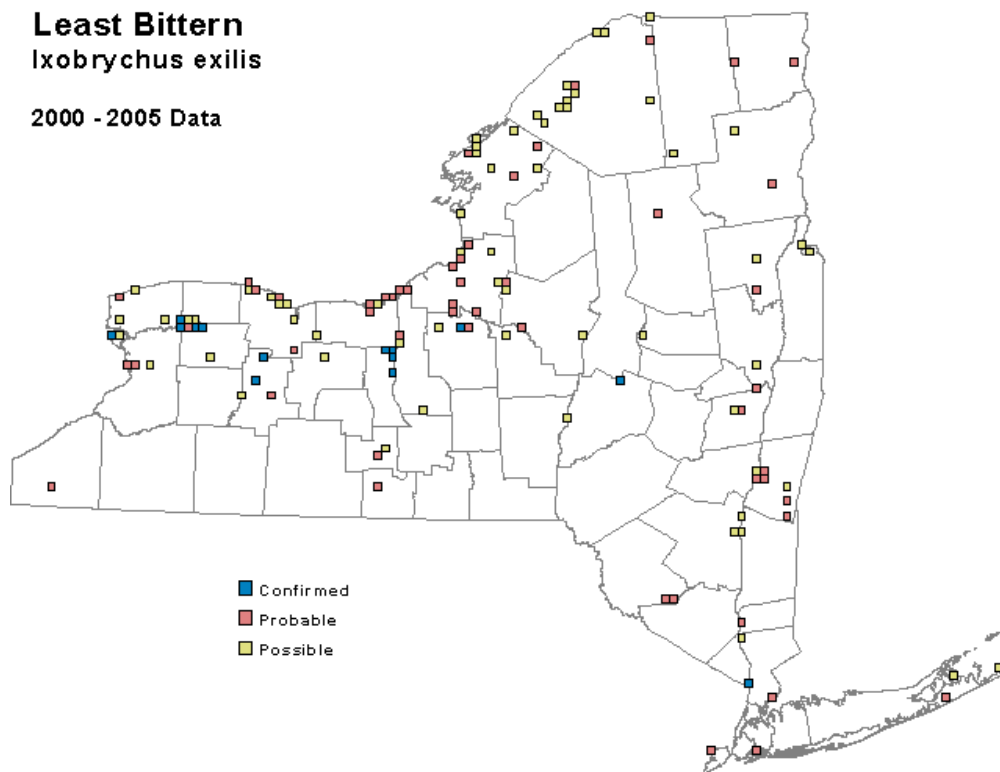 Least Bittern
Ixobrychus exilis
2000 - 2005 Data
Confirmed
Probable
Possible